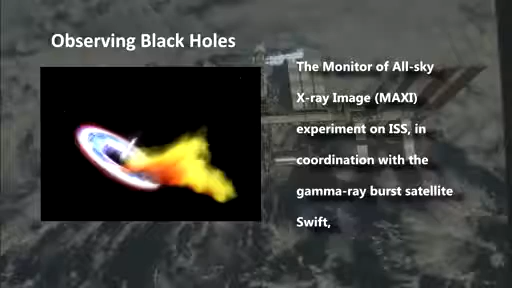 Observing Black Holes
The Monitor of All-sky
X-ray Image (MAXI)
experiment on ISS, in
coordination with the
gamma-ray burst satellite
Swift,